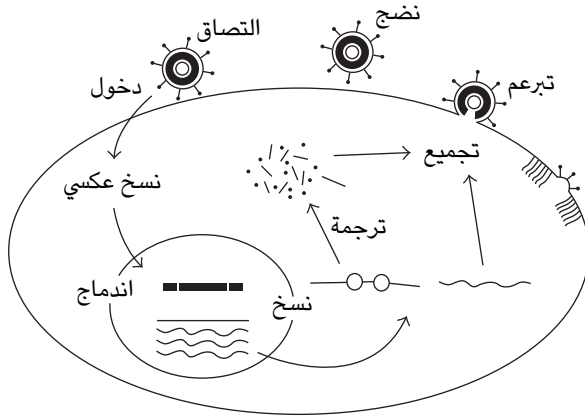 نضج
التصاق
تبرعم
دخول
تجميع
نسخ عكسي
ترجمة
اندماج
نسخ